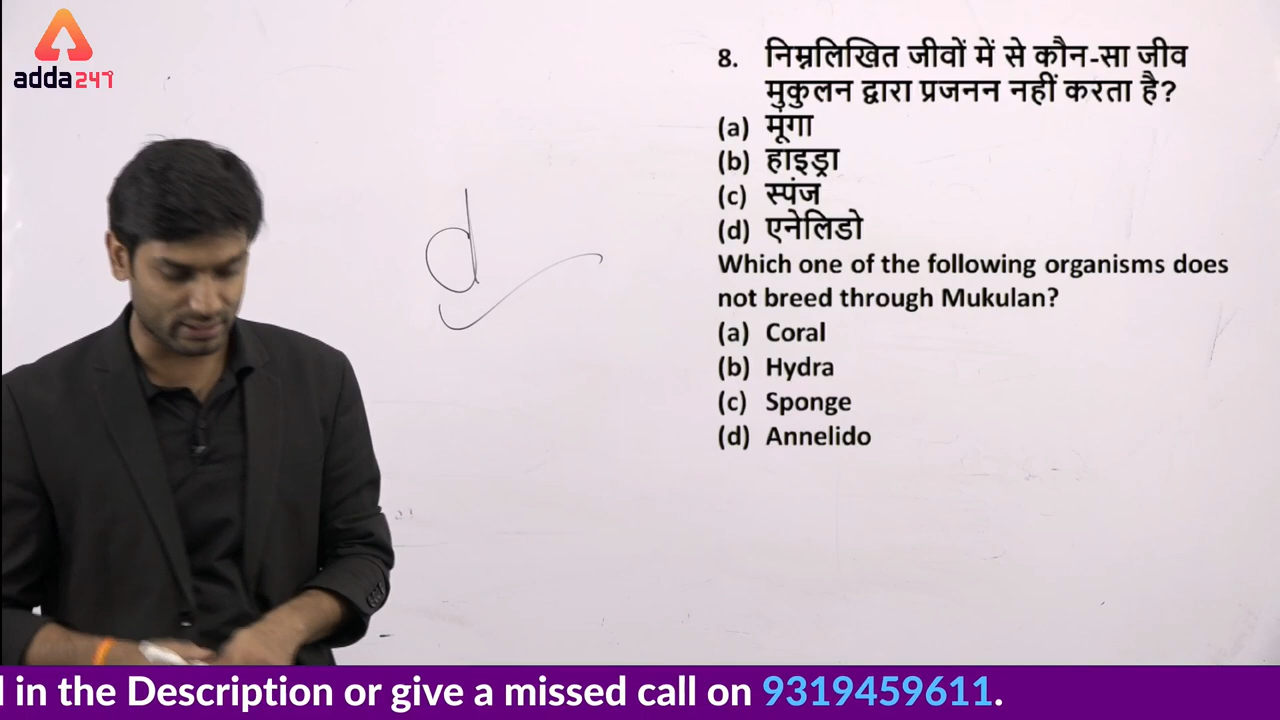 adda247
8. निम्नलिखित जीवों में से कौन-सा जीव
मुकुलन द्वारा प्रजनन नहीं करता है?
(a) मूंगा
(b) हाइड्रा
(c) स्पंज
(d) एनेलिडो
Which one of the following organisms does
not breed through Mukulan?
(a) Coral
(b) Hydra
(c) Sponge
(d) Annelido
d
in the Description or give a missed call on 9319459611.